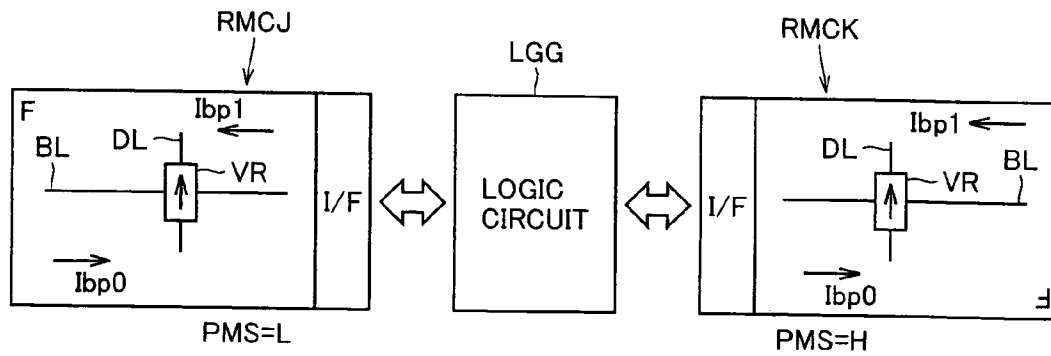 RMCJ
LGG
RMCK
F
Ibp1
DL
BL
VR
I/F
Ibp0
PMS=L
LOGIC
CIRCUIT
Ibp1
DL
BL
VR
I/F
Ibp0
F
PMS=H